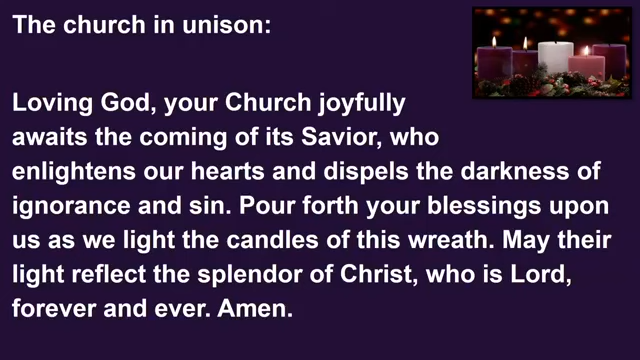 The church in unison:
Loving God, your Church joyfully
awaits the coming of its Savior, who
enlightens our hearts and dispels the darkness of
ignorance and sin. Pour forth your blessings upon
us as we light the candles of this wreath. May their
light reflect the splendor of Christ, who is Lord,
forever and ever. Amen.